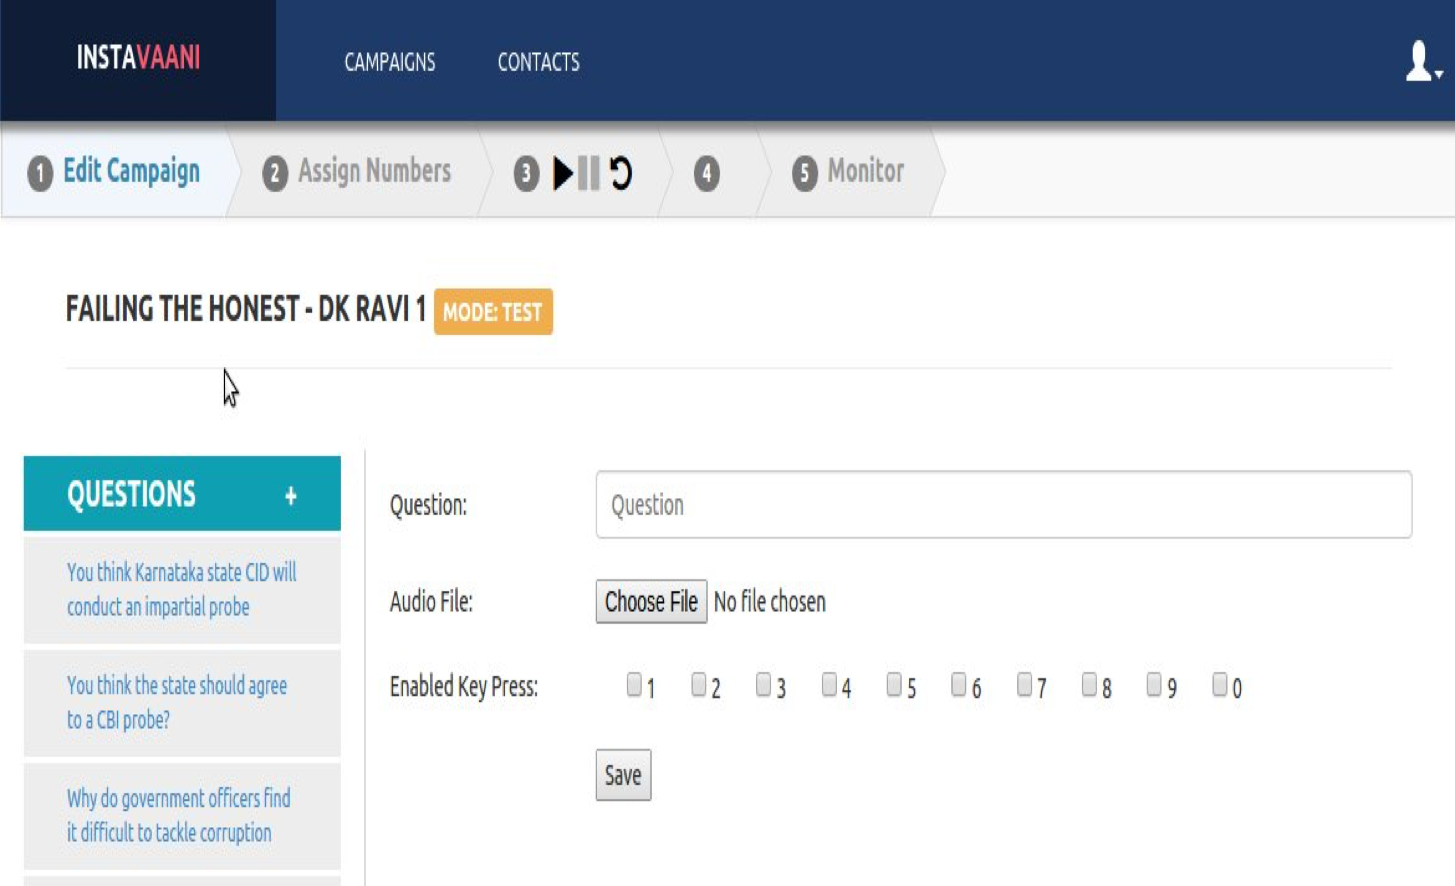 INSTAVAANI
CAMPAIGNS CONTACTS
1 Edit Campaign 2 Assign Numbers 3 4 5 Monitor
FAILING THE HONEST - DK RAVI 1 MODE: TEST
QUESTIONS +
You think Karnataka state CID will
conduct an impartial probe
You think the state should agree
to a CBI probe?
Why do government officers find
it difficult to tackle corruption
Question: Question
Audio File: Choose File No file chosen
Enabled Key Press: 1 2 3 4 5 6 7 8 9 0
Save